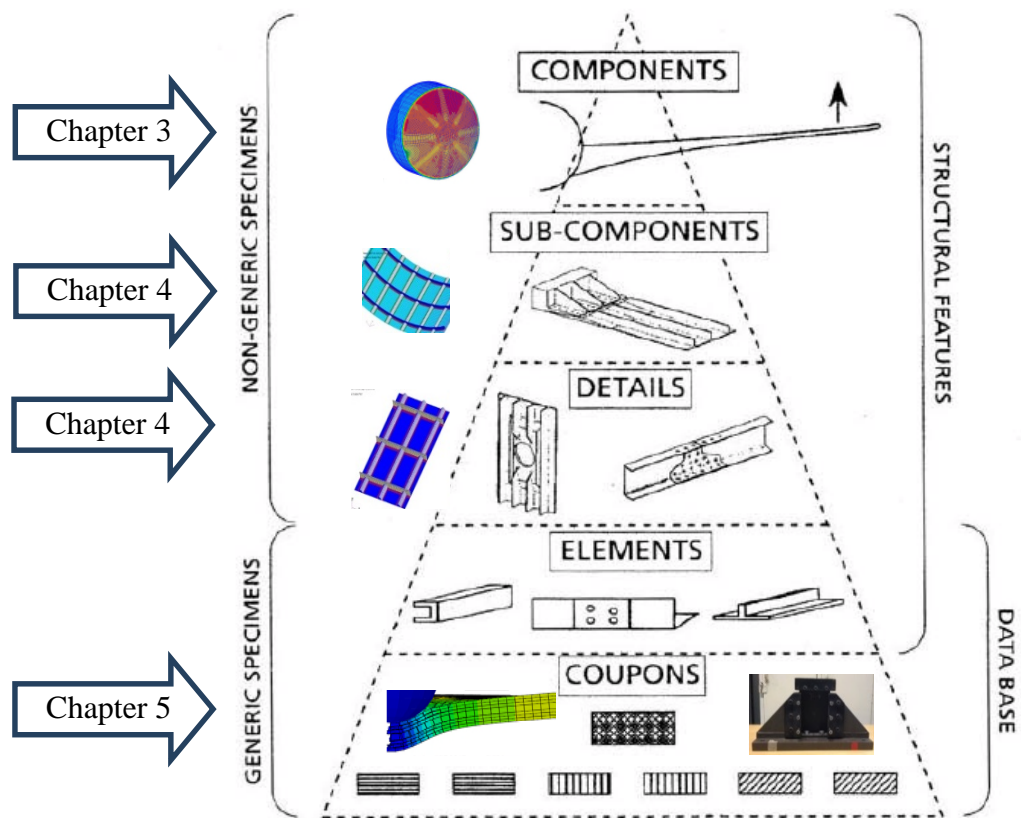 COMPONENTS
Chapter 3
SUB-COMPONENTS
Chapter 4
NON-GENERIC SPECIMENS
STRUCTURAL FEATURES
DETAILS
Chapter 4
ELEMENTS
GENERIC SPECIMENS
DATA BASE
COUPONS
Chapter 5